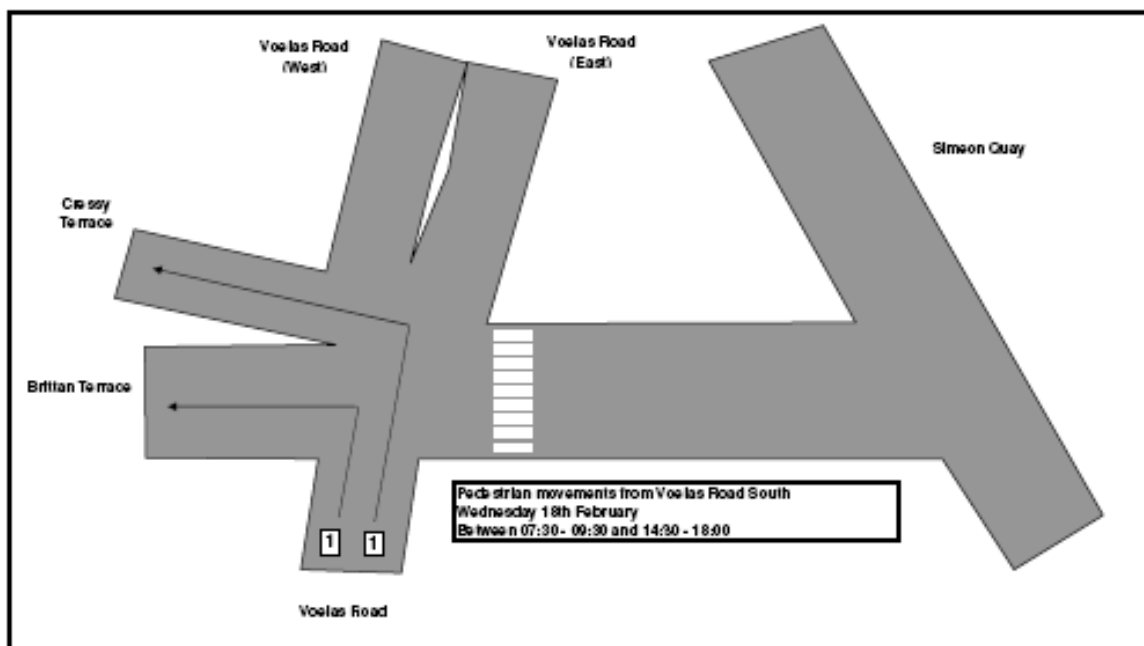 Voelas Road
(West)
Voelas Road
(East)
Simeon Quay
Cressy
Terrace
Brittan Terrace
Pedestrian movements from Voelas Road South
Wednesday 18th February
Between 07:30 - 09:30 and 14:30 - 18:00
1
1
Voelas Road